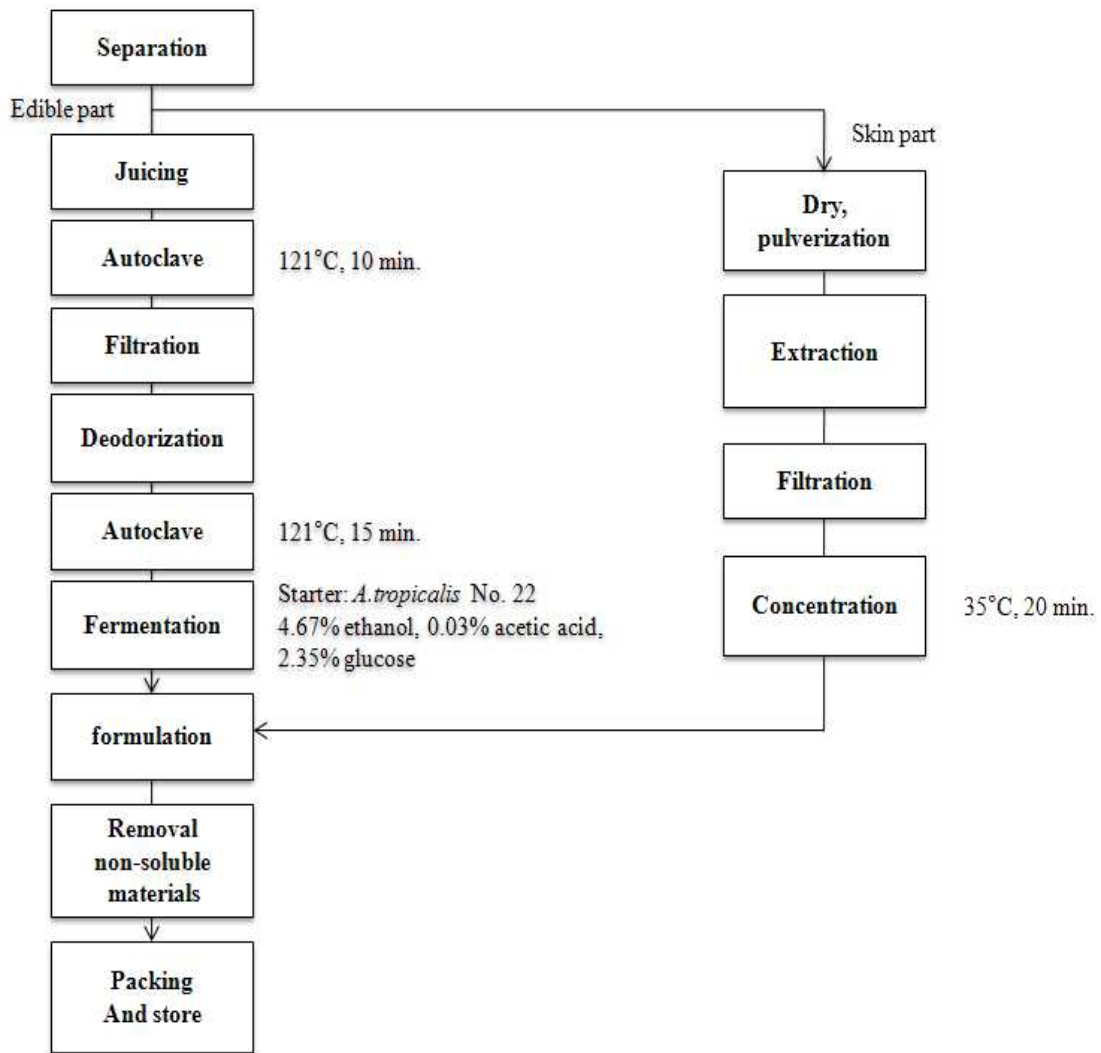 Separation
Edible part
Juicing
Autoclave
121°C, 10 min.
Filtration
Deodorization
Autoclave
121°C, 15 min.
Fermentation
Starter: A.tropicalis No. 22
4.67% ethanol, 0.03% acetic acid,
2.35% glucose
Skin part
Dry,
pulverization
Extraction
Filtration
Concentration
35°C, 20 min.
formulation
Removal
non-soluble
materials
Packing
And store